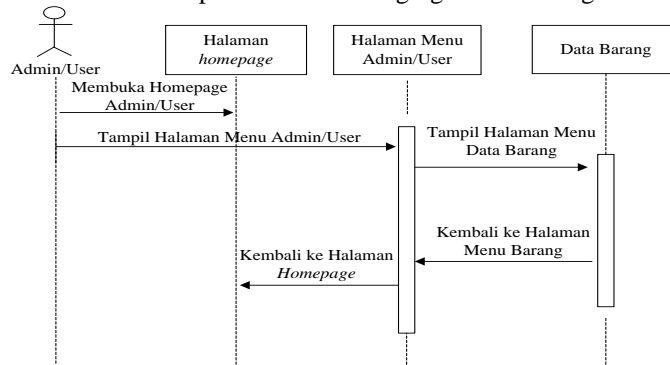 Halaman
homepage
Halaman Menu
Admin/User
Data Barang
Admin/User
Membuka Homepage
Admin/User
Tampil Halaman Menu Admin/User
Tampil Halaman Menu
Data Barang
Kembali ke Halaman
Menu Barang
Kembali ke Halaman
Homepage